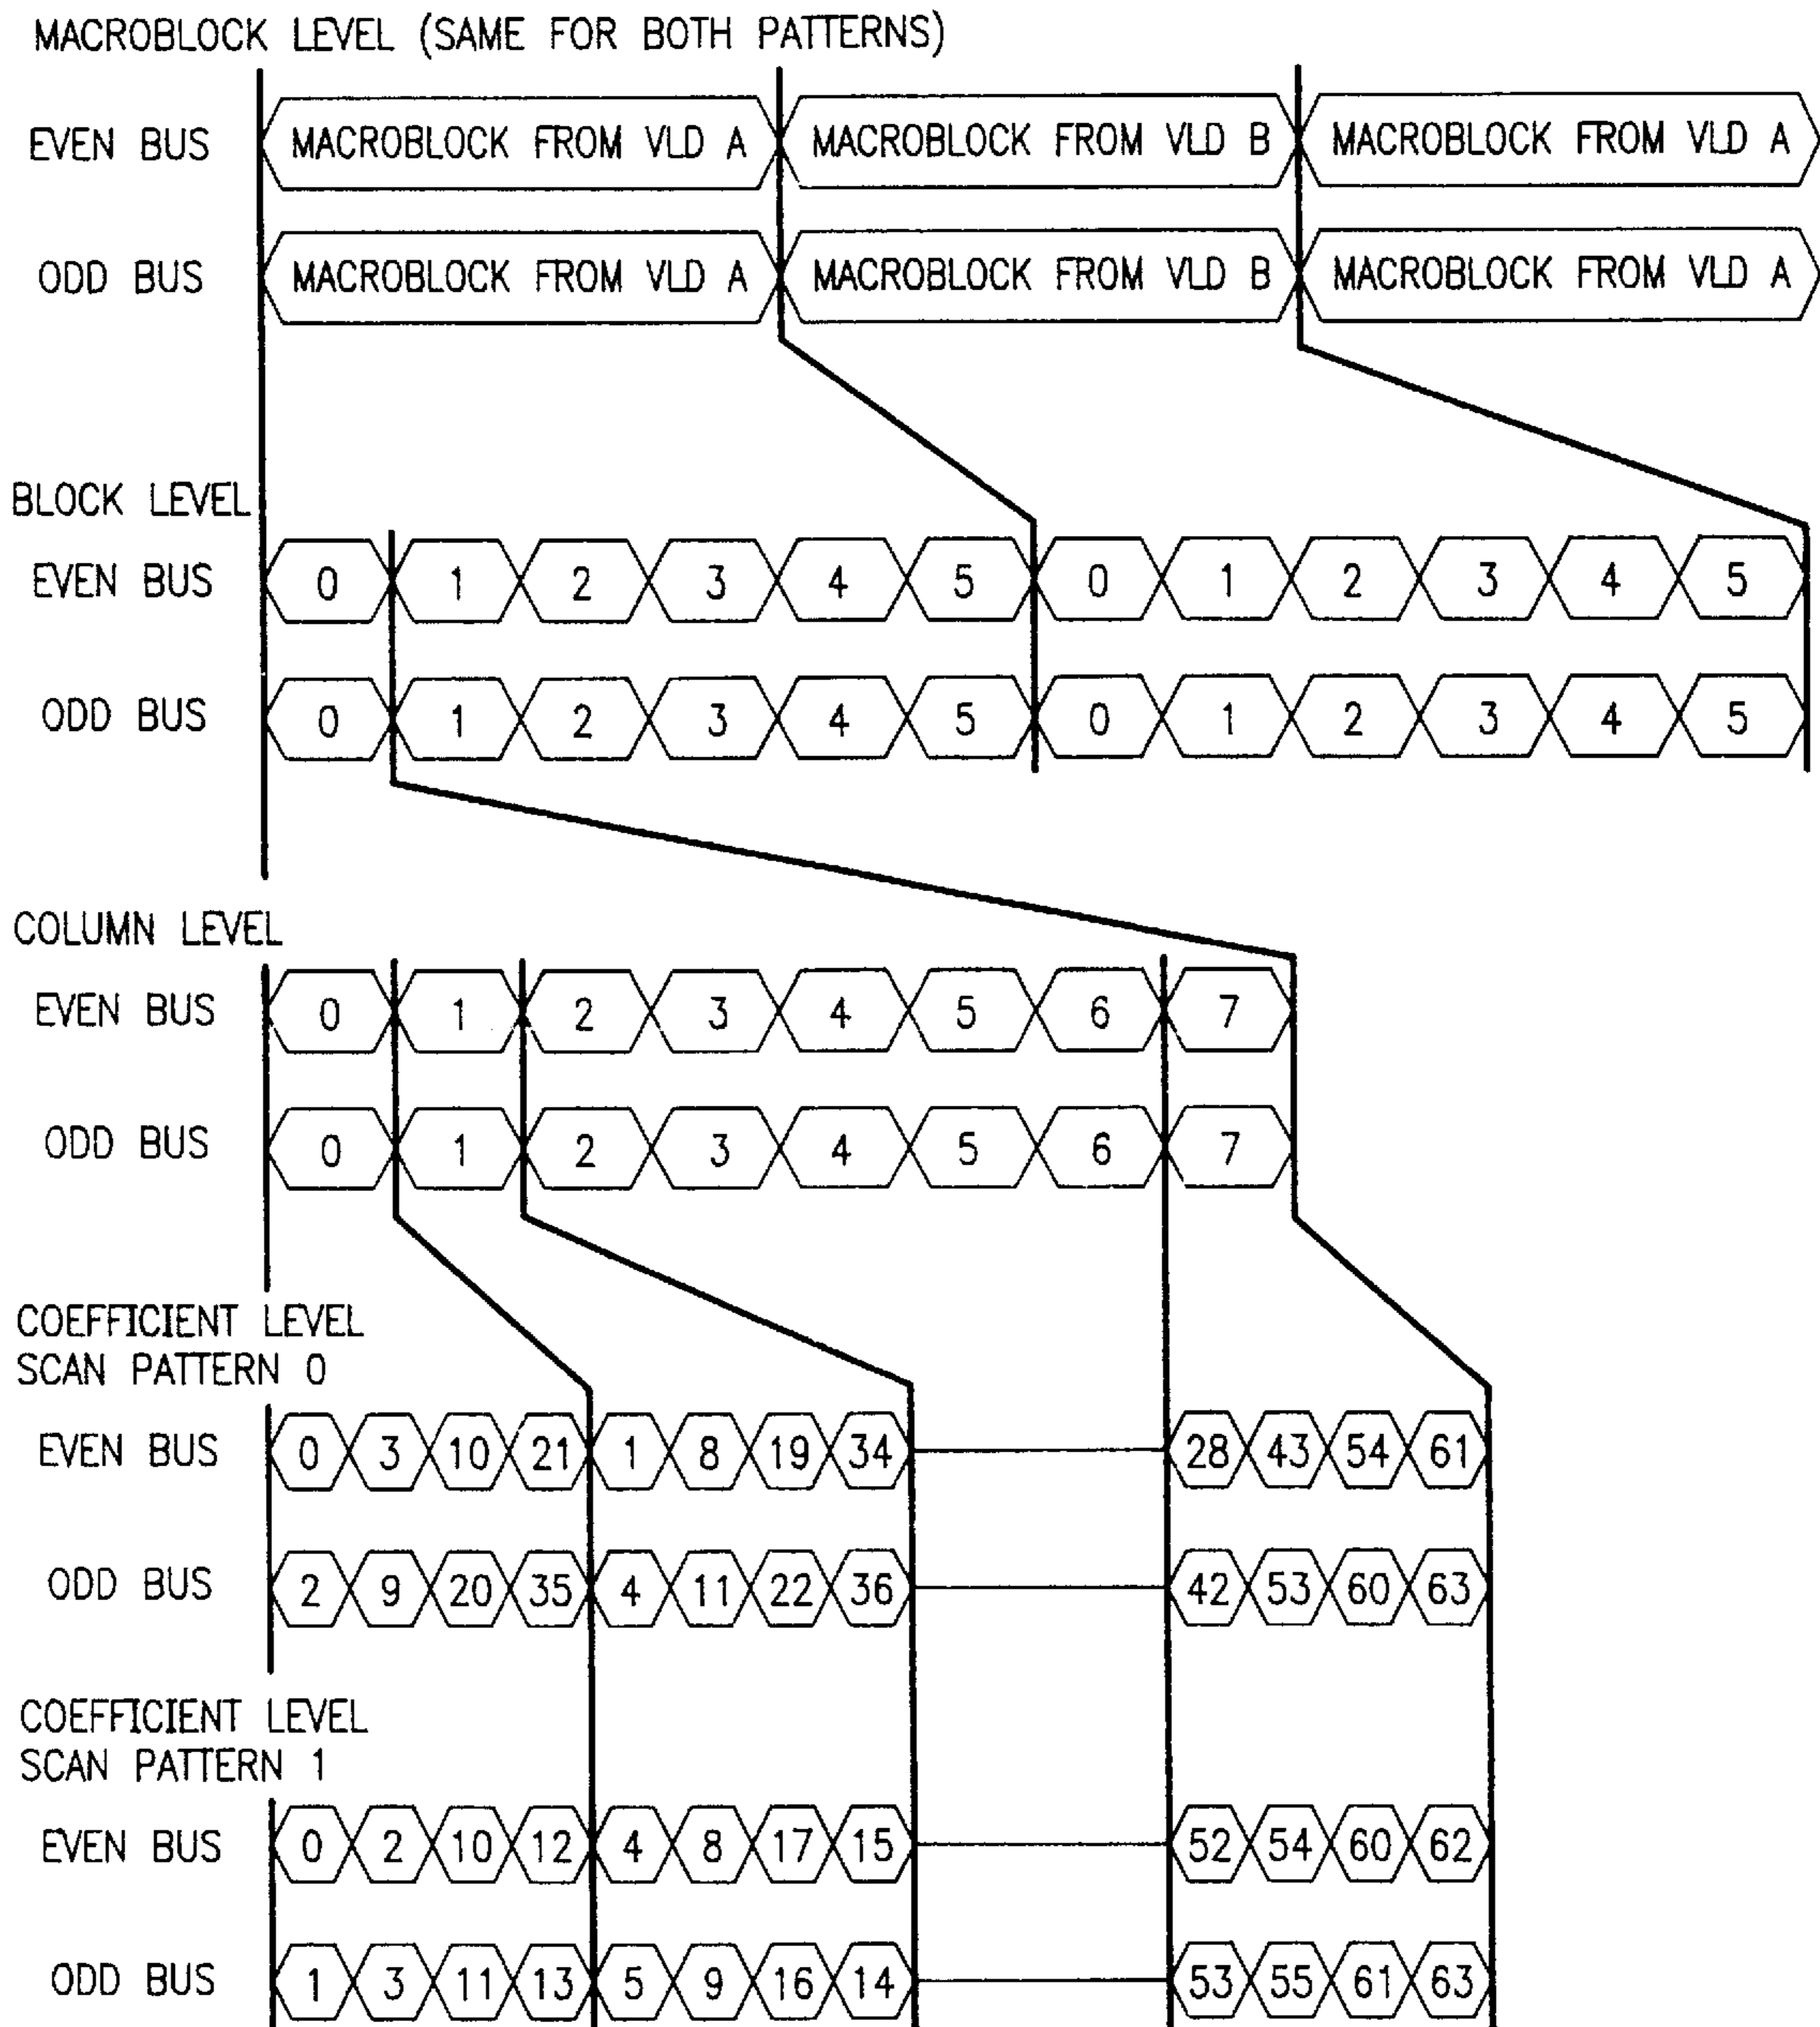 MACROBLOCK LEVEL (SAME FOR BOTH PATTERNS)
EVEN BUS MACROBLOCK FROM VLD A MACROBLOCK FROM VLD B MACROBLOCK FROM VLD A
ODD BUS MACROBLOCK FROM VLD A MACROBLOCK FROM VLD B MACROBLOCK FROM VLD A
BLOCK LEVEL
EVEN BUS 0 1 2 3 4 5 0 1 2 3 4 5
ODD BUS 0 1 2 3 4 5 0 1 2 3 4 5
COLUMN LEVEL
EVEN BUS 0 1 2 3 4 5 6 7
ODD BUS 0 1 2 3 4 5 6 7
COEFFICIENT LEVEL
SCAN PATTERN 0
EVEN BUS 0 3 10 21 1 8 19 34 28 43 54 61
ODD BUS 2 9 20 35 4 11 22 36 42 53 60 63
COEFFICIENT LEVEL
SCAN PATTERN 1
EVEN BUS 0 2 10 12 4 8 17 15 52 54 60 62
ODD BUS 1 3 11 13 5 9 16 14 53 55 61 63